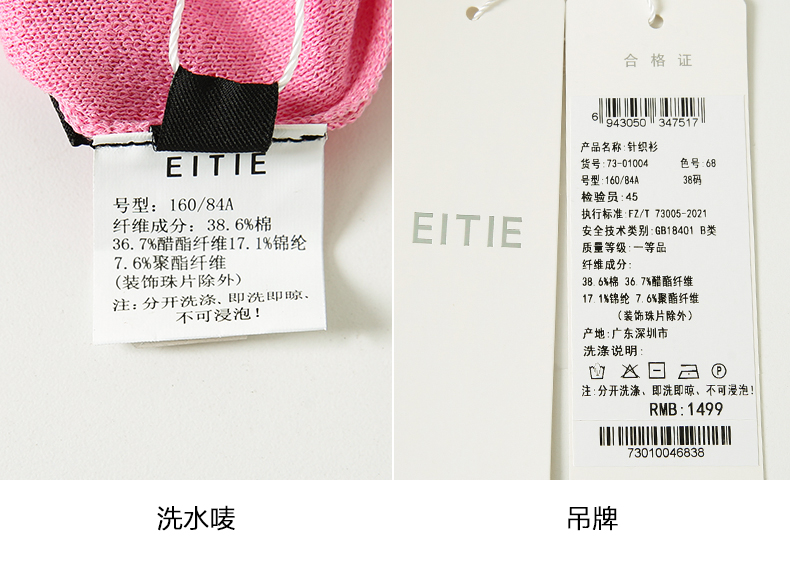 EITIE
号型: 160/84A
纤维成分: 38.6%棉
36.7%醋酯纤维17.1%锦纶
7.6%聚酯纤维
(装饰珠片除外)
注:分开洗涤、即洗即晾、
不可浸泡!
洗水唛
EITIE
合格证
6 943050 347517
产品名称:针织衫
货号:73-01004 色号:68
号型:160/84A 38码
检验员:45
执行标准:FZ/T 73005-2021
安全技术类别:GB18401 B类
质量等级:一等品
纤维成分:
38.6%棉 36.7%醋酯纤维
17.1%锦纶 7.6%聚酯纤维
(装饰珠片除外)
产地:广东深圳市
洗涤说明:
P
注:分开洗涤、即洗即晾、不可浸泡!
RMB:1499
73010046838
吊牌